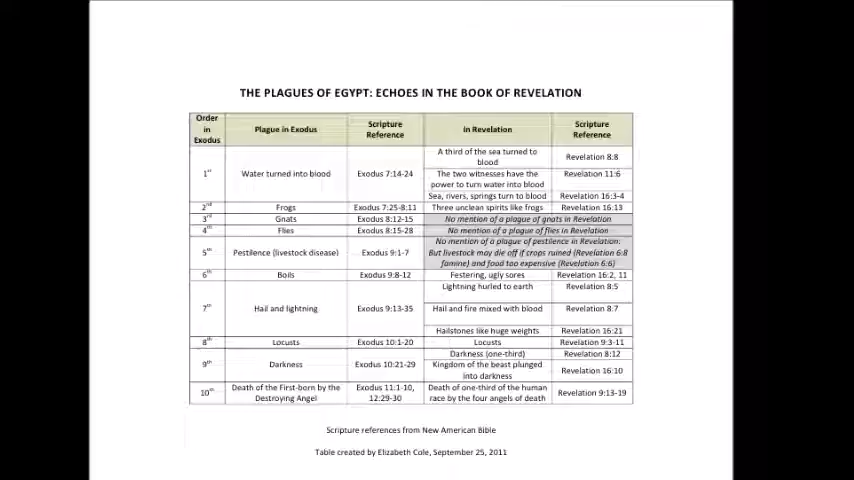 THE PLAGUES OF EGYPT: ECHOES IN THE BOOK OF REVELATION
Order in Exodus
Plague in Exodus
Scripture Reference
in Revelation
Scripture Reference
1st
Water turned into blood
Exodus 7:14-24
A third of the sea turned to
blood
Revelation 8:8
The two witnesses have the
power to turn water into blood
Revelation 11:6
Sea, rivers, springs turn to blood
Revelation 16:3-4
2nd
Frogs
Exodus 7:25-8:11
Three unclean spirits like frogs
Revelation 16:13
3rd
Gnats
Exodus 8:12-15
No mention of a plague of gnats in Revelation
4th
Flies
Exodus 8:15-28
No mention of a plague of flies in Revelation
5th
Pestilence (livestock disease)
Exodus 9:1-7
No mention of a plague of pestilence in Revelation:
But livestock may die off if crops ruined (Revelation 6:8
famine) and food too expensive (Revelation 6:6)
6th
Boils
Exodus 9:8-12
Festering, ugly sores
Revelation 16:2, 11
7th
Hail and lightning
Exodus 9:13-35
Lightning hurled to earth
Revelation 8:5
Hail and fire mixed with blood
Revelation 8:7
Hailstones like huge weights
Revelation 16:21
8th
Locusts
Exodus 10:1-20
Locusts
Revelation 9:3-11
9th
Darkness
Exodus 10:21-29
Darkness (one-third)
Revelation 8:12
Kingdom of the beast plunged
into darkness
Revelation 16:10
10th
Death of the First-born by the
Destroying Angel
Exodus 11:1-10,
12:29-30
Death of one-third of the human
race by the four angels of death
Revelation 9:13-19
Scripture references from New American Bible
Table created by Elizabeth Cole, September 25, 2011